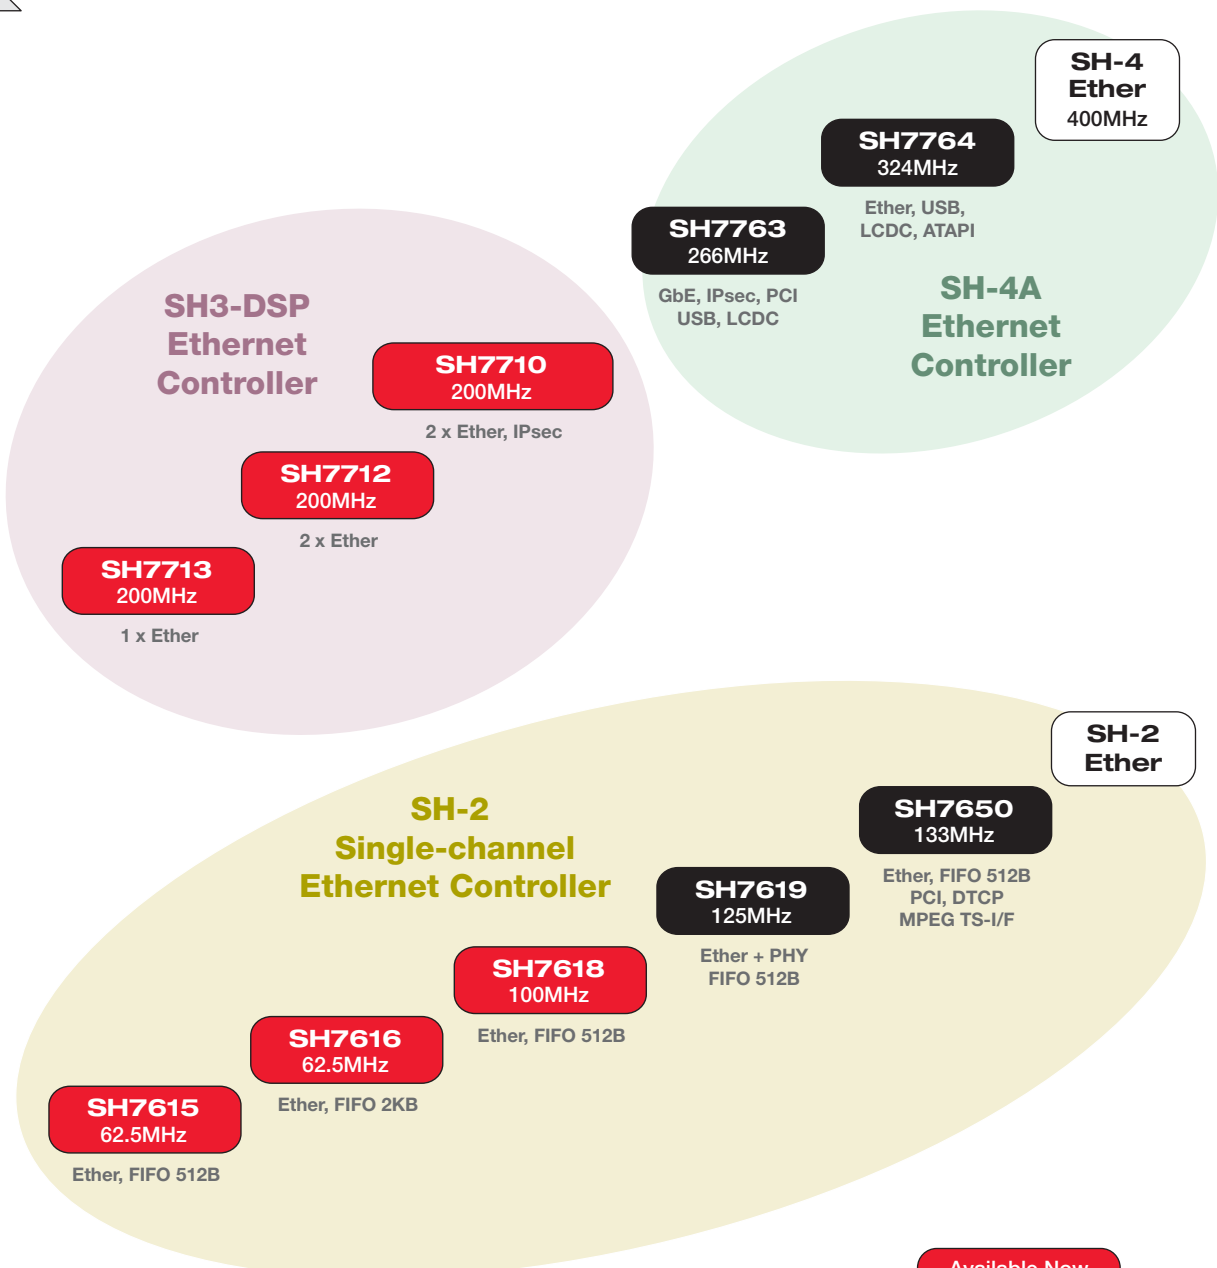 SH-4
Ether
400MHz
SH7764
324MHz
Ether, USB,
LCDC, ATAPI
SH7763
266MHz
GbE, IPsec, PCI
USB, LCDC
SH-4A
Ethernet
Controller
SH3-DSP
Ethernet
Controller
SH7710
200MHz
2 x Ether, IPsec
SH7712
200MHz
2 x Ether
SH7713
200MHz
1 x Ether
SH-2
Ether
SH-2
Single-channel
Ethernet Controller
SH7650
133MHz
Ether, FIFO 512B
PCI, DTCP
MPEG TS-I/F
SH7619
125MHz
Ether + PHY
FIFO 512B
SH7618
100MHz
Ether, FIFO 512B
SH7616
62.5MHz
Ether, FIFO 2KB
SH7615
62.5MHz
Ether, FIFO 512B
Available Now